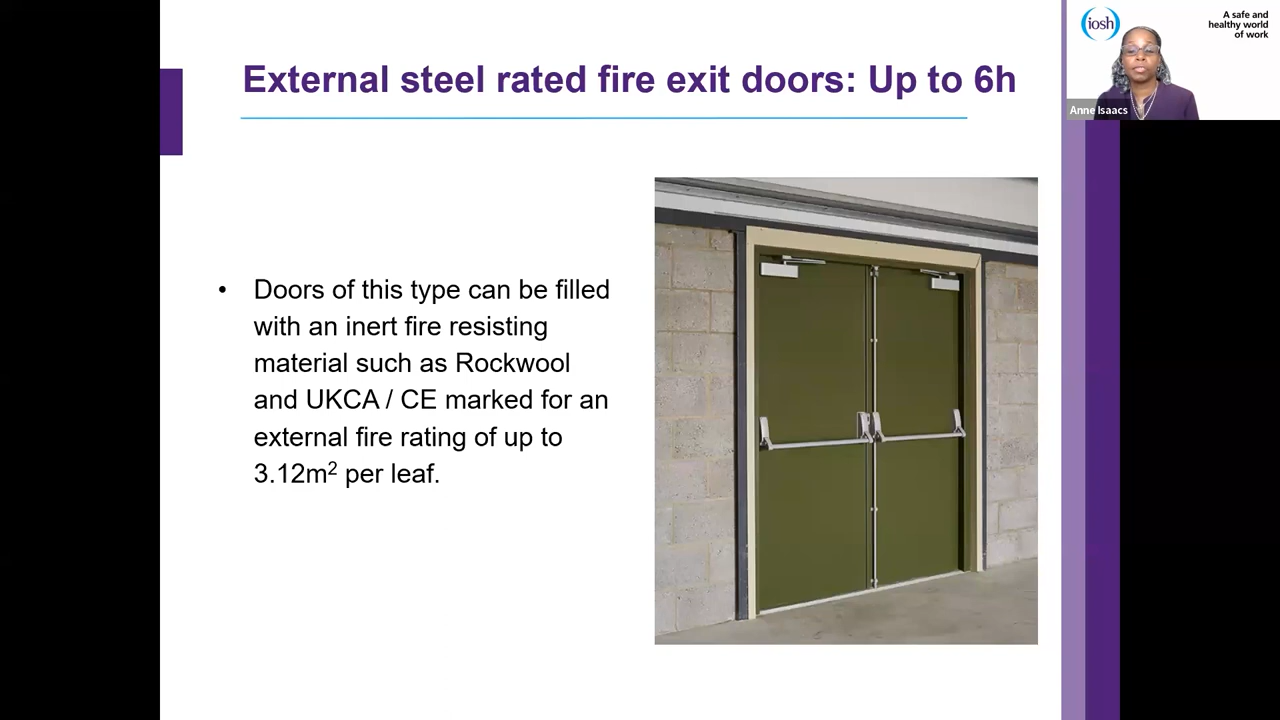 External steel rated fire exit doors: Up to 6h
• Doors of this type can be filled
with an inert fire resisting
material such as Rockwool
and UKCA / CE marked for an
external fire rating of up to
3.12m² per leaf.
iosh
A safe and
healthy world
of work
Anne Isaacs